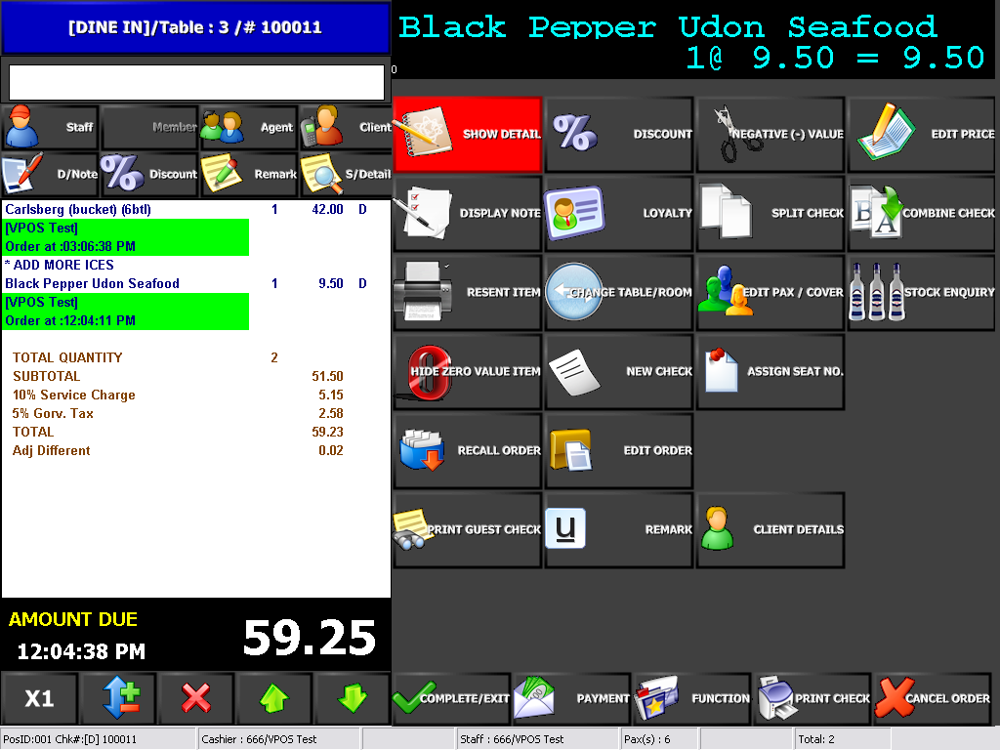 [DINE IN]/Table : 3 /# 100011
Black Pepper Udon Seafood
1@ 9.50 = 9.50
0
Staff
Member
Agent
Client
D/Note
Discount
Remark
S/Detail
SHOW DETAIL
DISCOUNT
NEGATIVE (-) VALUE
EDIT PRICE
DISPLAY NOTE
LOYALTY
SPLIT CHECK
COMBINE CHECK
RESENT ITEM
CHANGE TABLE/ROOM
EDIT PAX / COVER
STOCK ENQUIRY
HIDE ZERO VALUE ITEM
NEW CHECK
ASSIGN SEAT NO.
RECALL ORDER
EDIT ORDER
PRINT GUEST CHECK
REMARK
CLIENT DETAILS
Carlsberg (bucket) (6btl) 1 42.00 D
[VPOS Test]
Order at :03:06:38 PM
* ADD MORE ICES
Black Pepper Udon Seafood 1 9.50 D
[VPOS Test]
Order at :12:04:11 PM
TOTAL QUANTITY 2
SUBTOTAL 51.50
10% Service Charge 5.15
5% Gorv. Tax 2.58
TOTAL 59.23
Adj Different 0.02
AMOUNT DUE
12:04:38 PM
59.25
X1
COMPLETE/EXIT
PAYMENT
FUNCTION
PRINT CHECK
CANCEL ORDER
PosID:001 Chk#:[D] 100011
Cashier : 666/VPOS Test
Staff : 666/VPOS Test
Pax(s) : 6
Total: 2